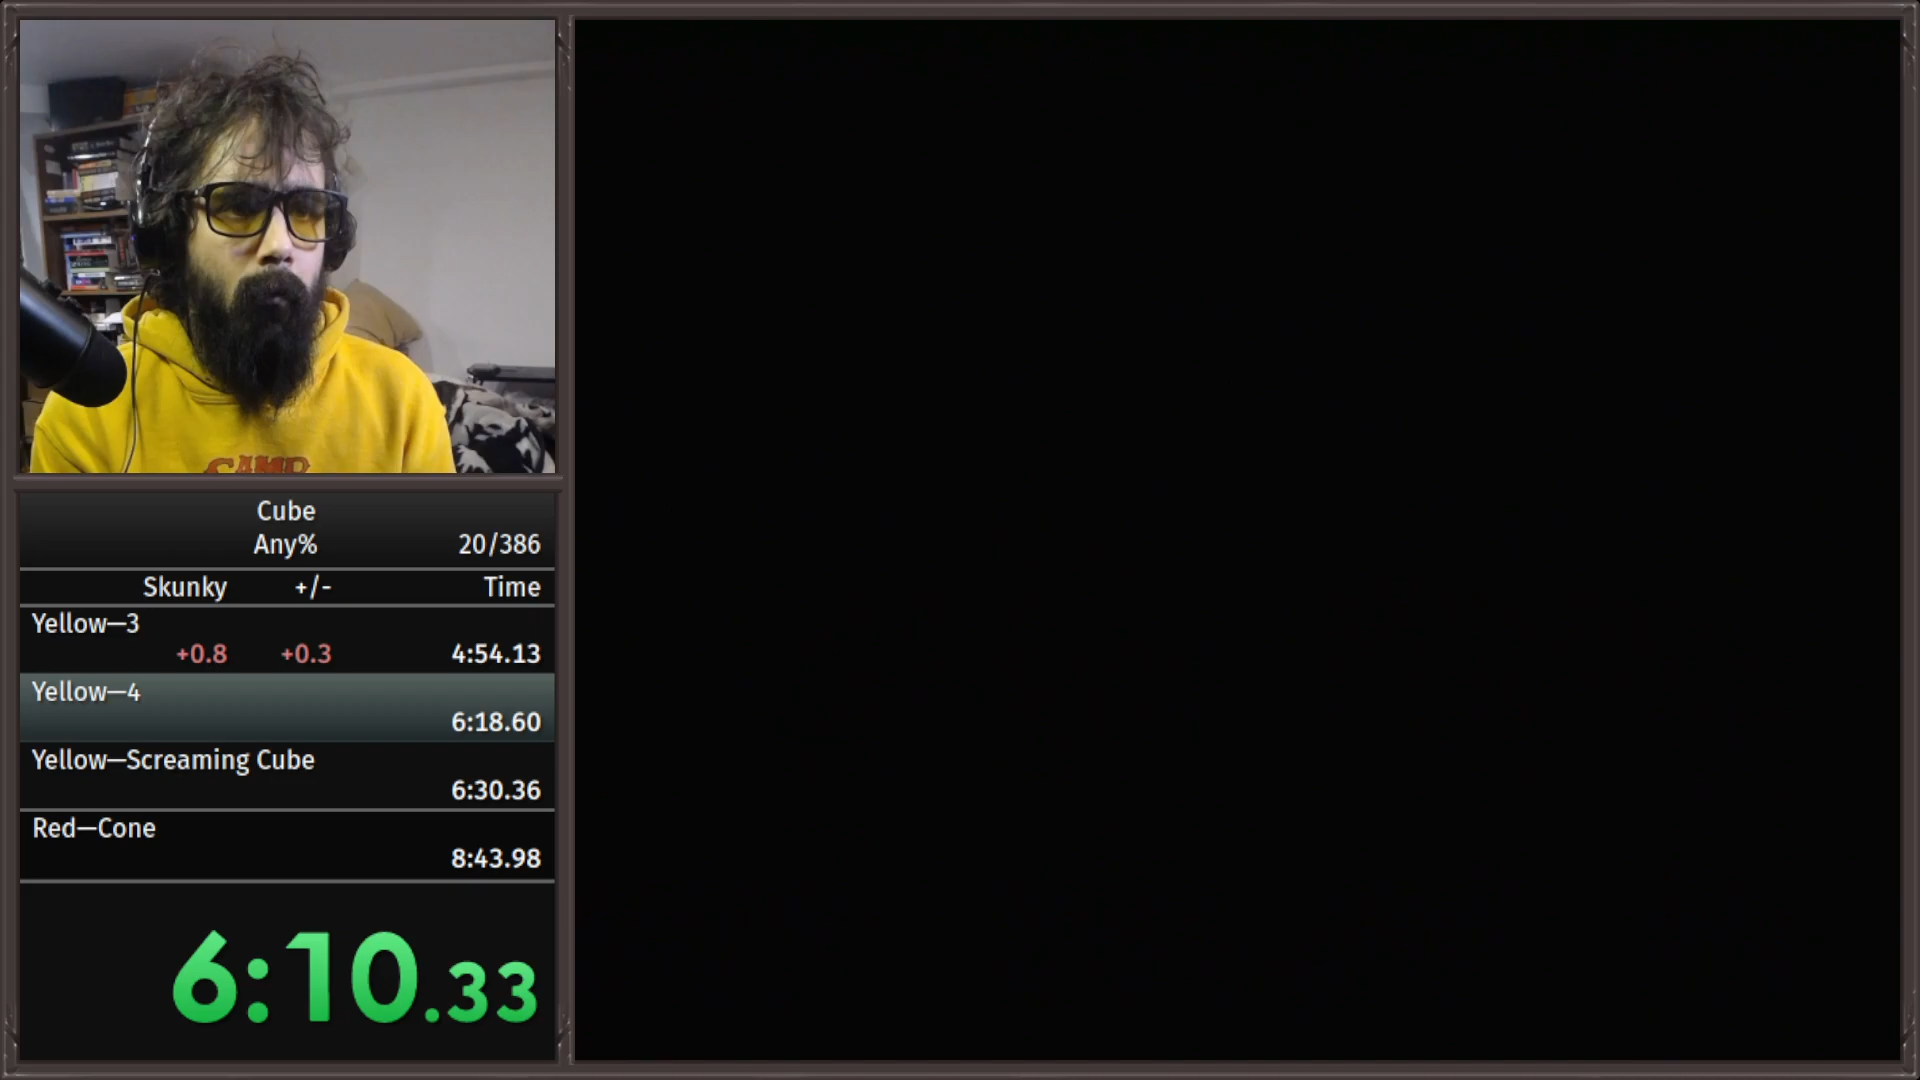 CAMP
Cube
Any% 20/386
Skunky +/- Time
Yellow—3
+0.8 +0.3 4:54.13
Yellow—4
6:18.60
Yellow—Screaming Cube
6:30.36
Red—Cone
8:43.98
6:10.33